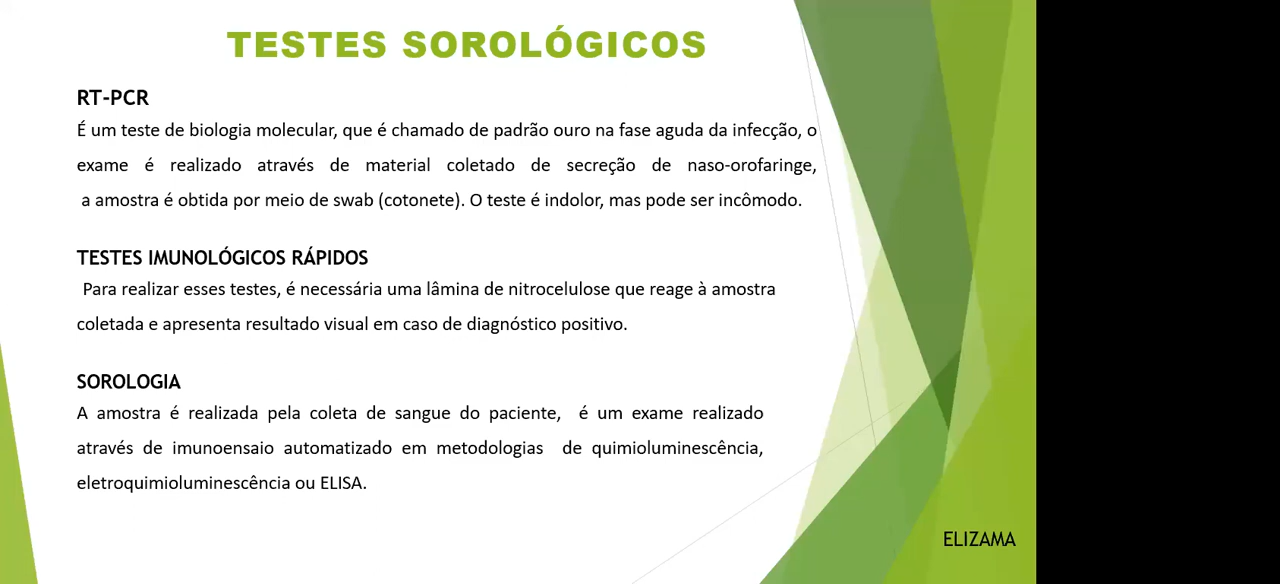 TESTES SOROLÓGICOS
RT-PCR
É um teste de biologia molecular, que é chamado de padrão ouro na fase aguda da infecção, o
exame é realizado através de material coletado de secreção de naso-orofaringe,
a amostra é obtida por meio de swab (cotonete). O teste é indolor, mas pode ser incômodo.
TESTES IMUNOLÓGICOS RÁPIDOS
Para realizar esses testes, é necessária uma lâmina de nitrocelulose que reage à amostra
coletada e apresenta resultado visual em caso de diagnóstico positivo.
SOROLOGIA
A amostra é realizada pela coleta de sangue do paciente, é um exame realizado
através de imunoensaio automatizado em metodologias de quimioluminescência,
eletroquimioluminescência ou ELISA.
ELIZAMA